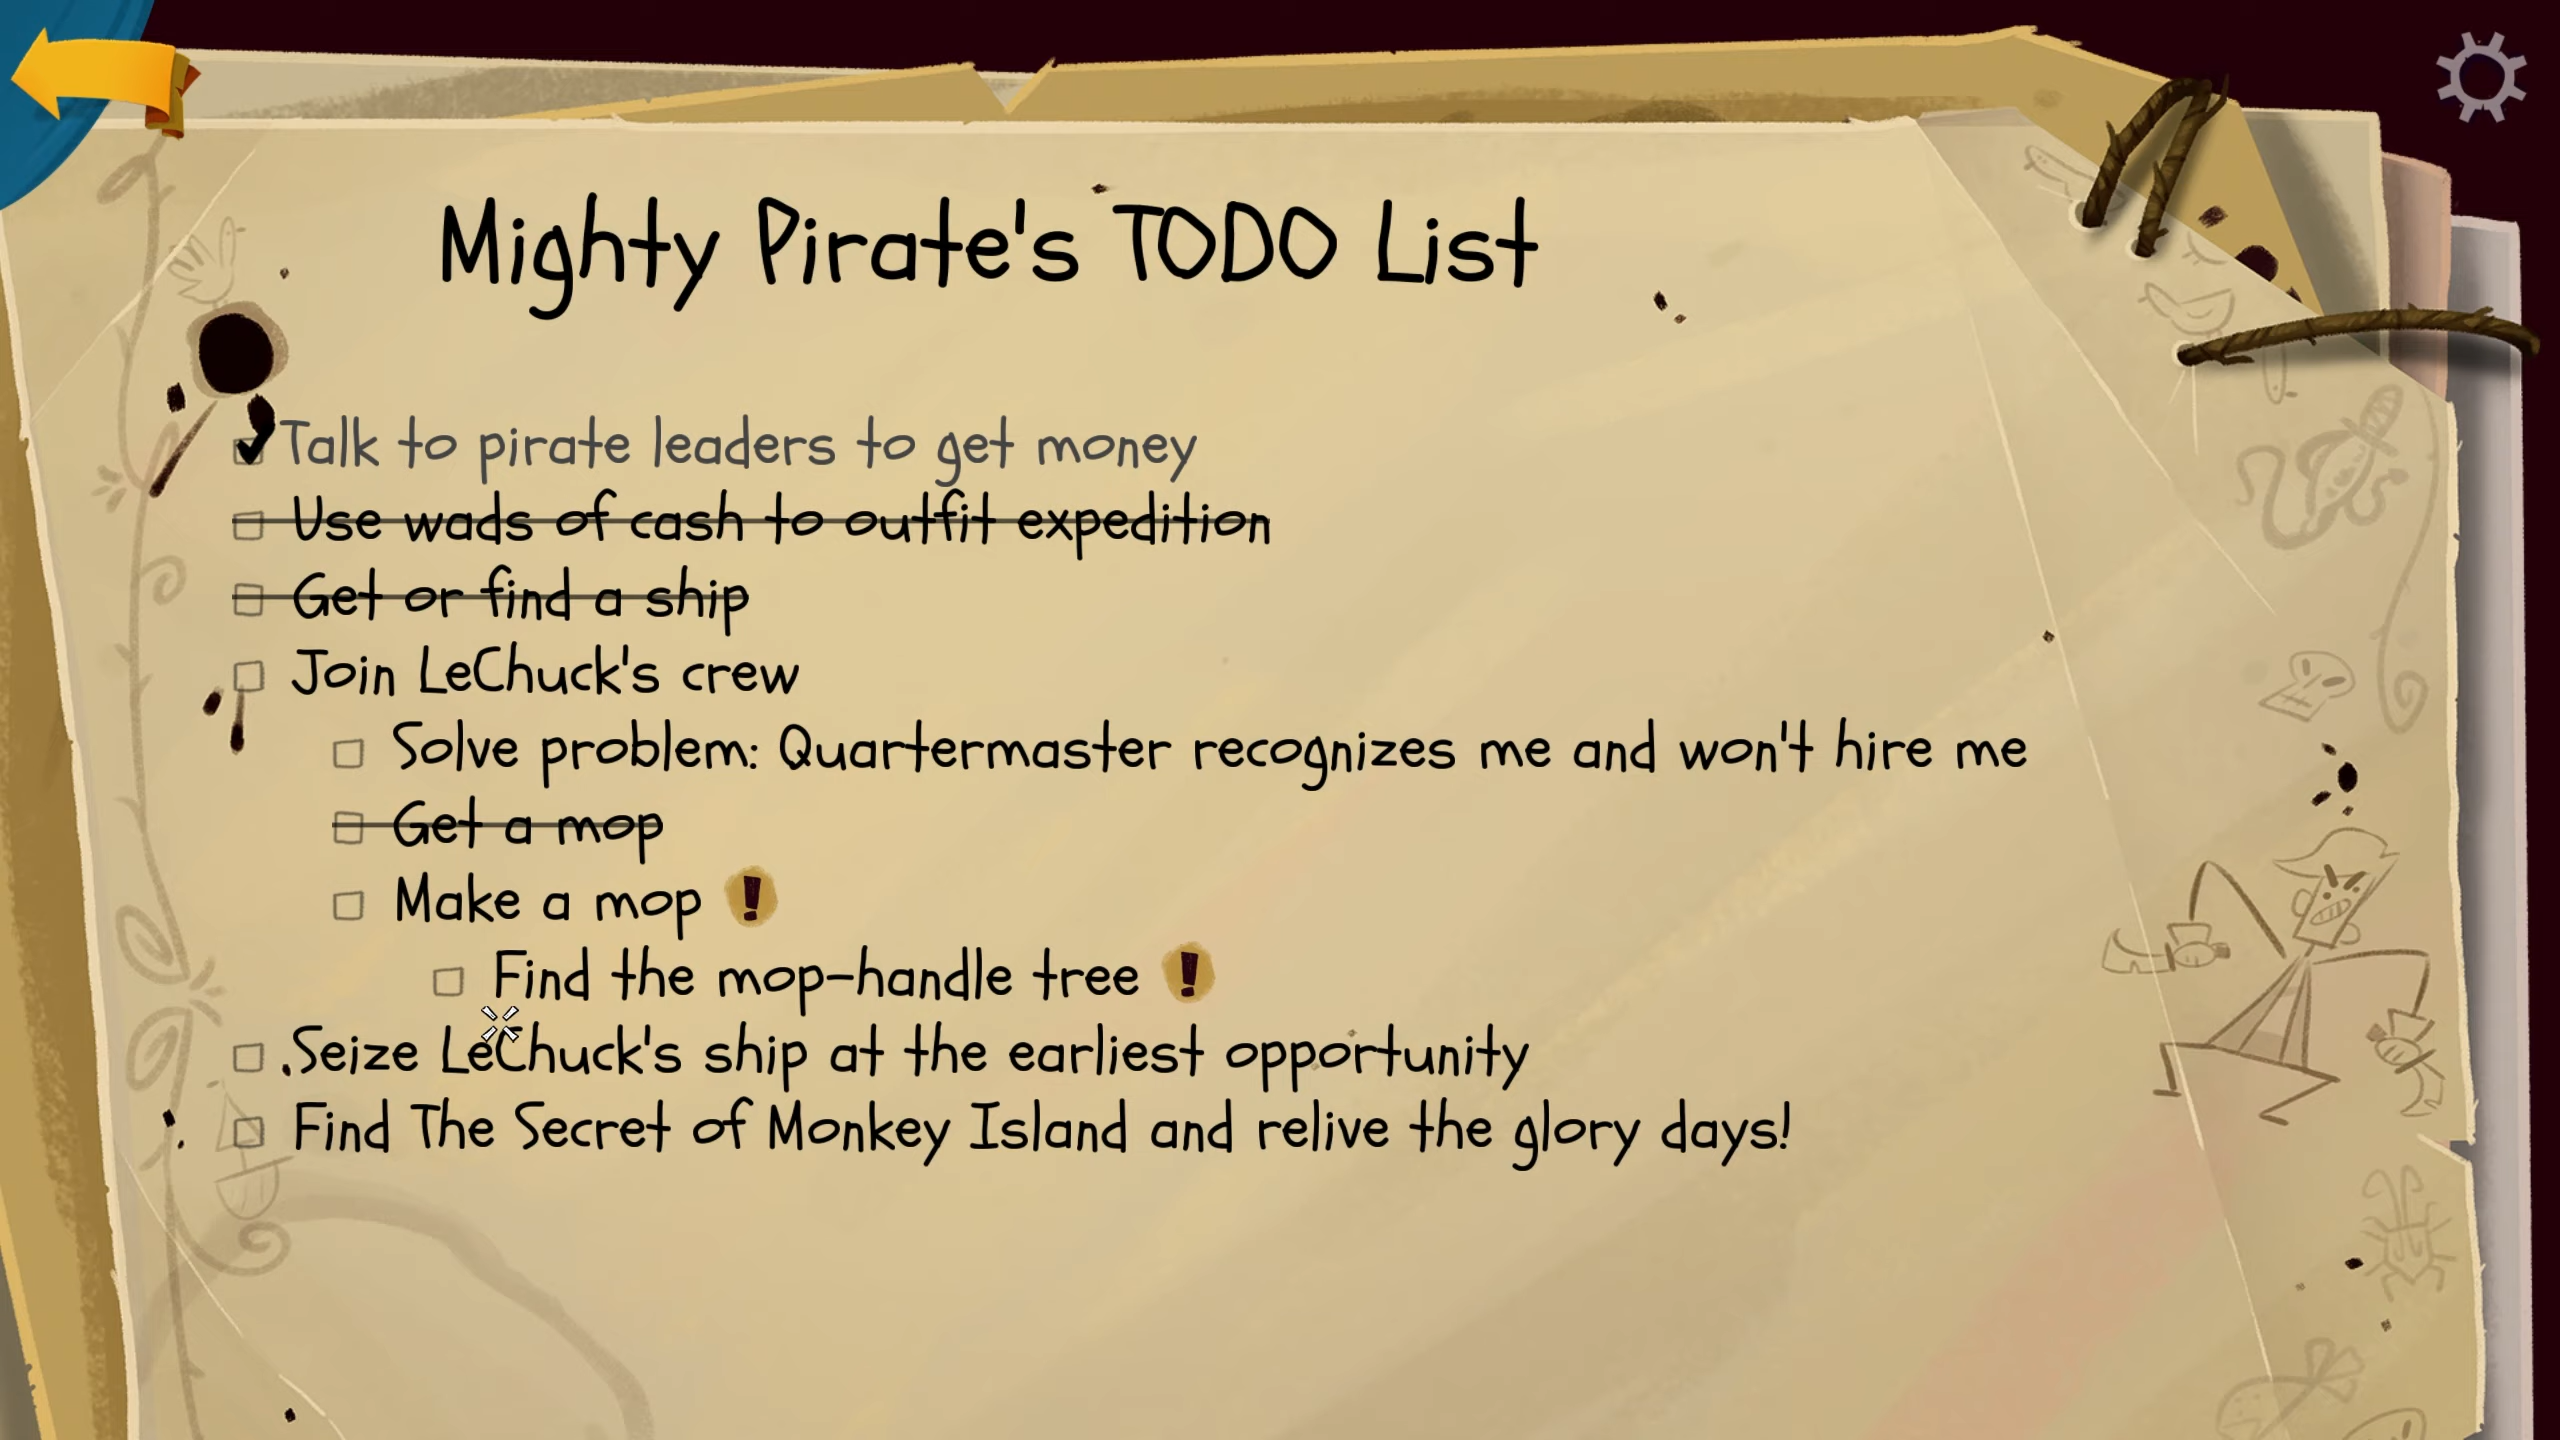 Mighty Pirate's TODO List
Talk to pirate leaders to get money
Use wads of cash to outfit expedition
Get or find a ship
Join LeChuck's crew
Solve problem: Quartermaster recognizes me and won't hire me
Get a mop
Make a mop !
Find the mop-handle tree !
Seize LeChuck's ship at the earliest opportunity
Find The Secret of Monkey Island and relive the glory days!